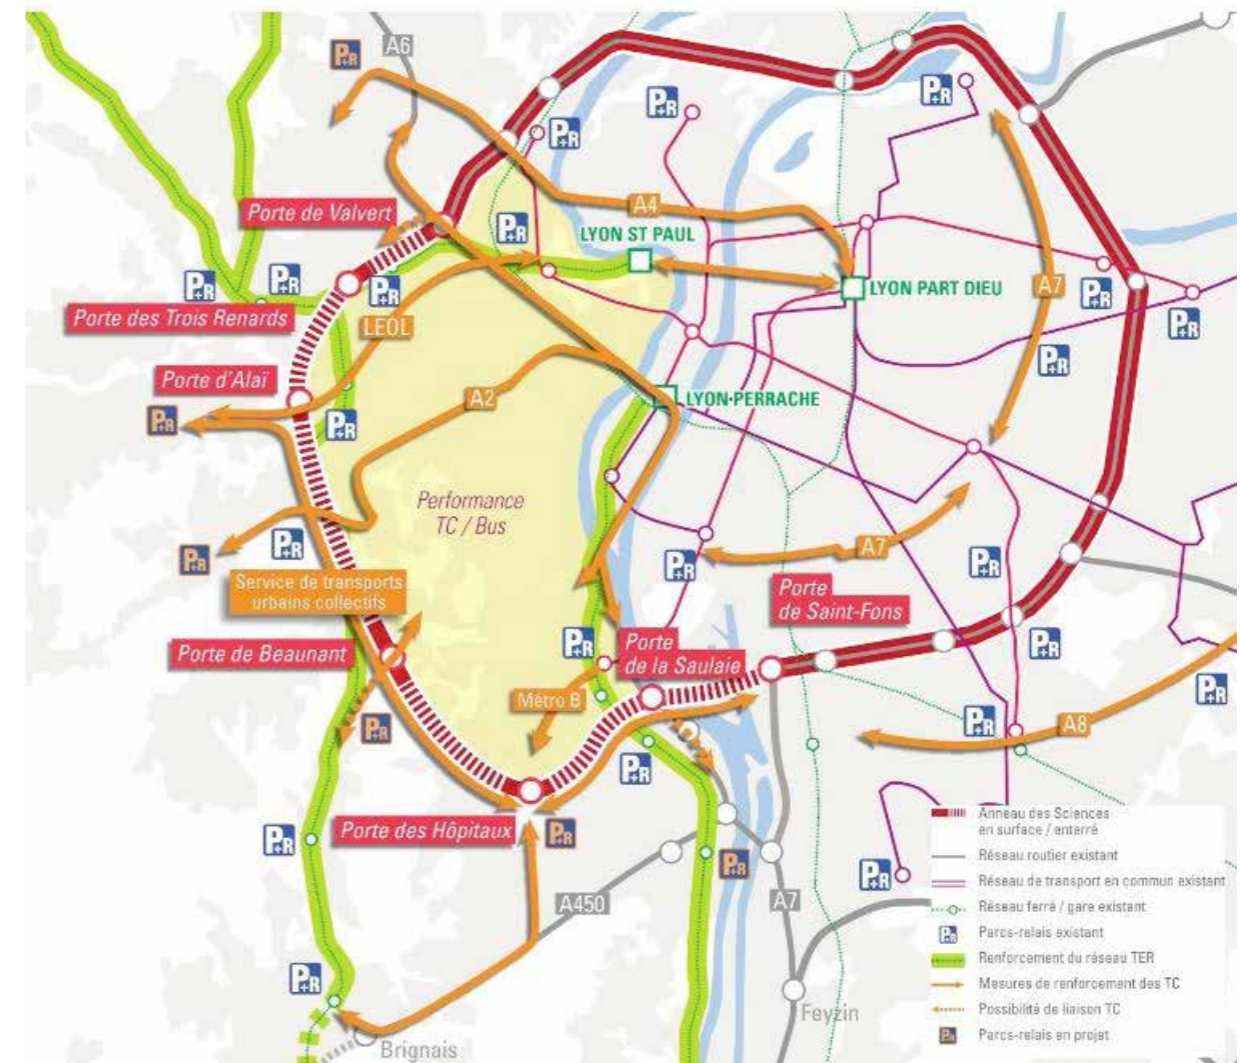 A6
P+R
P+R
P+R
P+R
Porte de Valvert
A4
P+R
LYON ST PAUL
P+R
P+R
P+R
LYON PART DIEU
A7
P+R
P+R
Porte des Trois Renards
LEOL
Porte d'Alaï
P+R
A2
LYON-PERRACHE
P+R
P+R
Performance
TC / Bus
P+R
P+R
A7
P+R
P+R
Service de transports
urbains collectifs
Porte
de Saint-Fons
Porte de Beaunant
P+R
Porte
de la Saulaie
P+R
P+R
Métro B
P+R
P+R
A8
P+R
Porte des Hôpitaux
P+R
P+R
P+R
P+R
A450
A7
P+R
Feyzin
Brignais
Anneau des Sciences
en surface / enterré
Réseau routier existant
Réseau de transport en commun existant
Réseau ferré / gare existant
P+R
Parcs-relais existant
Renforcement du réseau TER
Mesures de renforcement des TC
Possibilité de liaison TC
P+R
Parcs-relais en projet